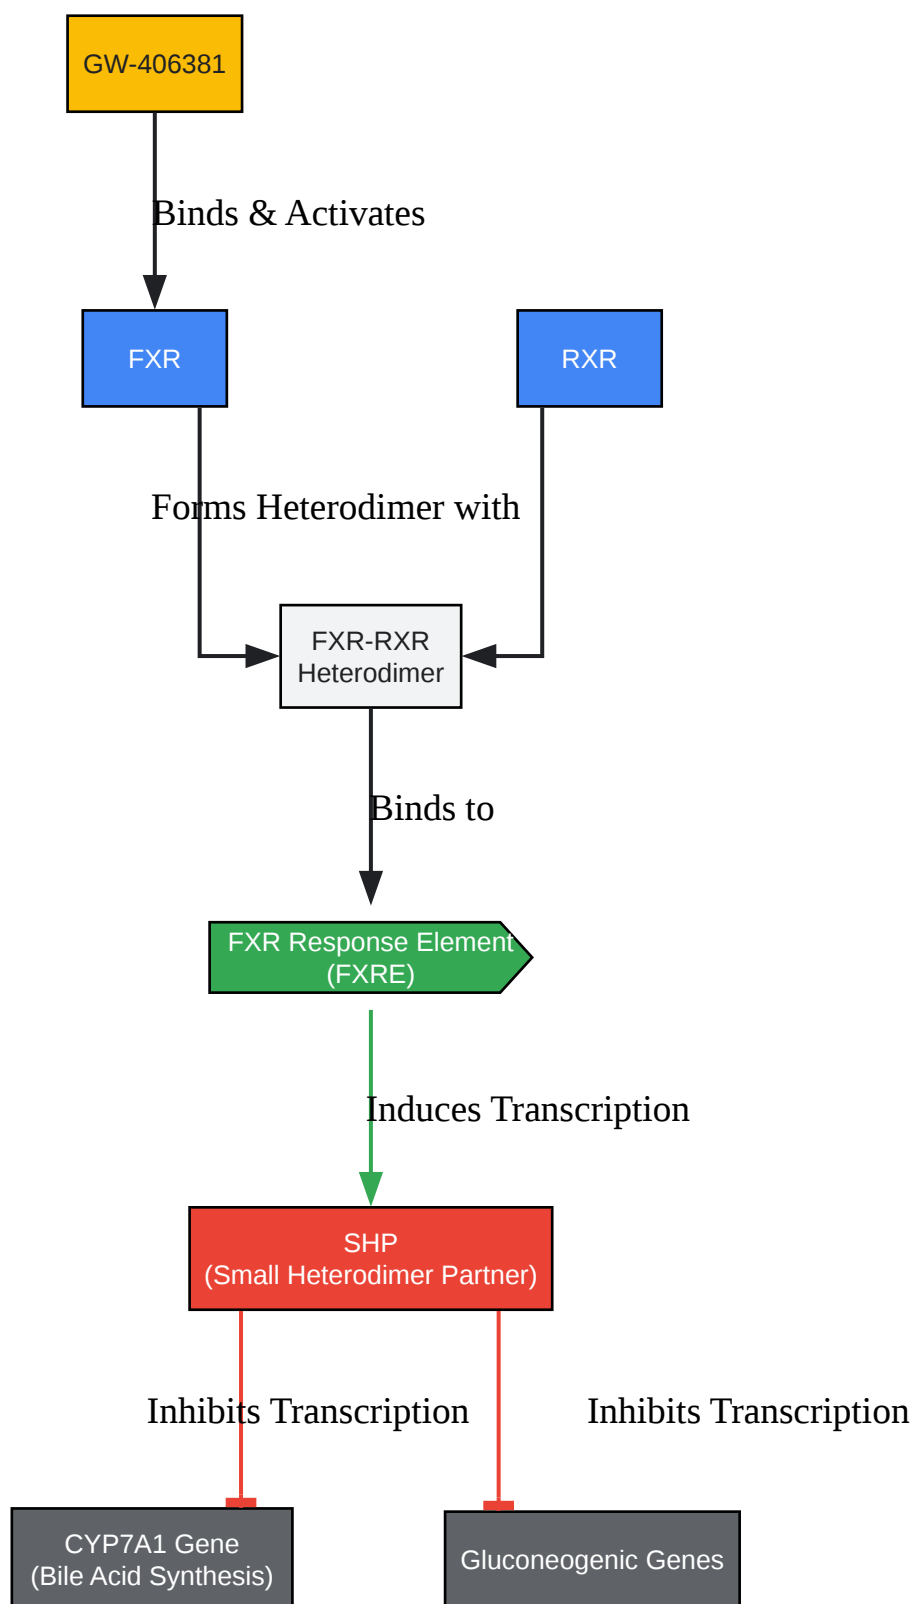 GW-406381
Binds & Activates
FXR
RXR
Forms Heterodimer with
FXR-RXR
Heterodimer
Binds to
FXR Response Element
(FXRE)
Induces Transcription
SHP
(Small Heterodimer Partner)
Inhibits Transcription
Inhibits Transcription
CYP7A1 Gene
(Bile Acid Synthesis)
Gluconeogenic Genes